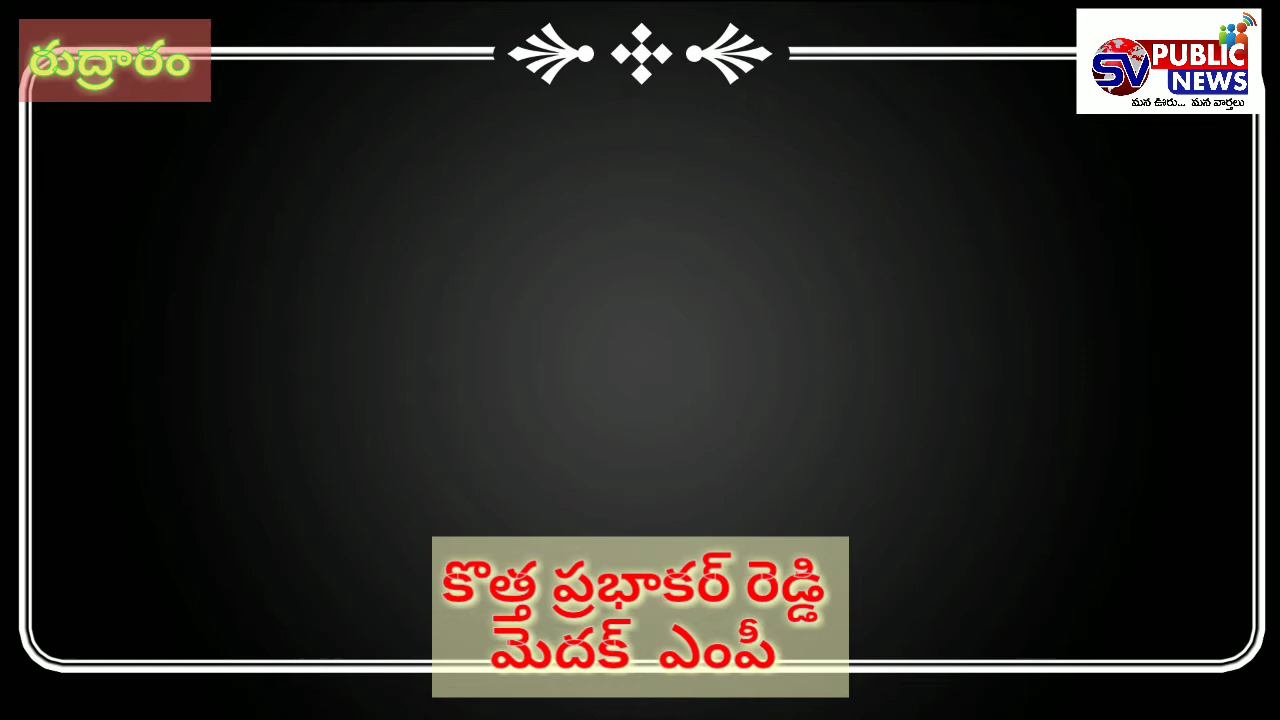 రుద్రారం
SV PUBLIC
NEWS
మన ఊరు... మన వార్తలు
కొత్త ప్రభాకర్ రెడ్డి
మెదక్ ఎంపీ